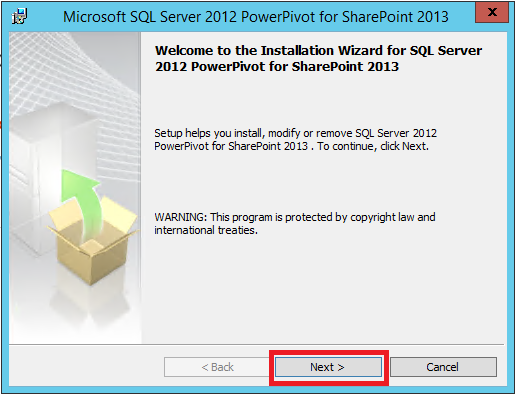 Microsoft SQL Server 2012 PowerPivot for SharePoint 2013
x
Welcome to the Installation Wizard for SQL Server
2012 PowerPivot for SharePoint 2013
Setup helps you install, modify or remove SQL Server 2012
PowerPivot for SharePoint 2013 . To continue, click Next.
WARNING: This program is protected by copyright law and
international treaties.
< Back Next > Cancel